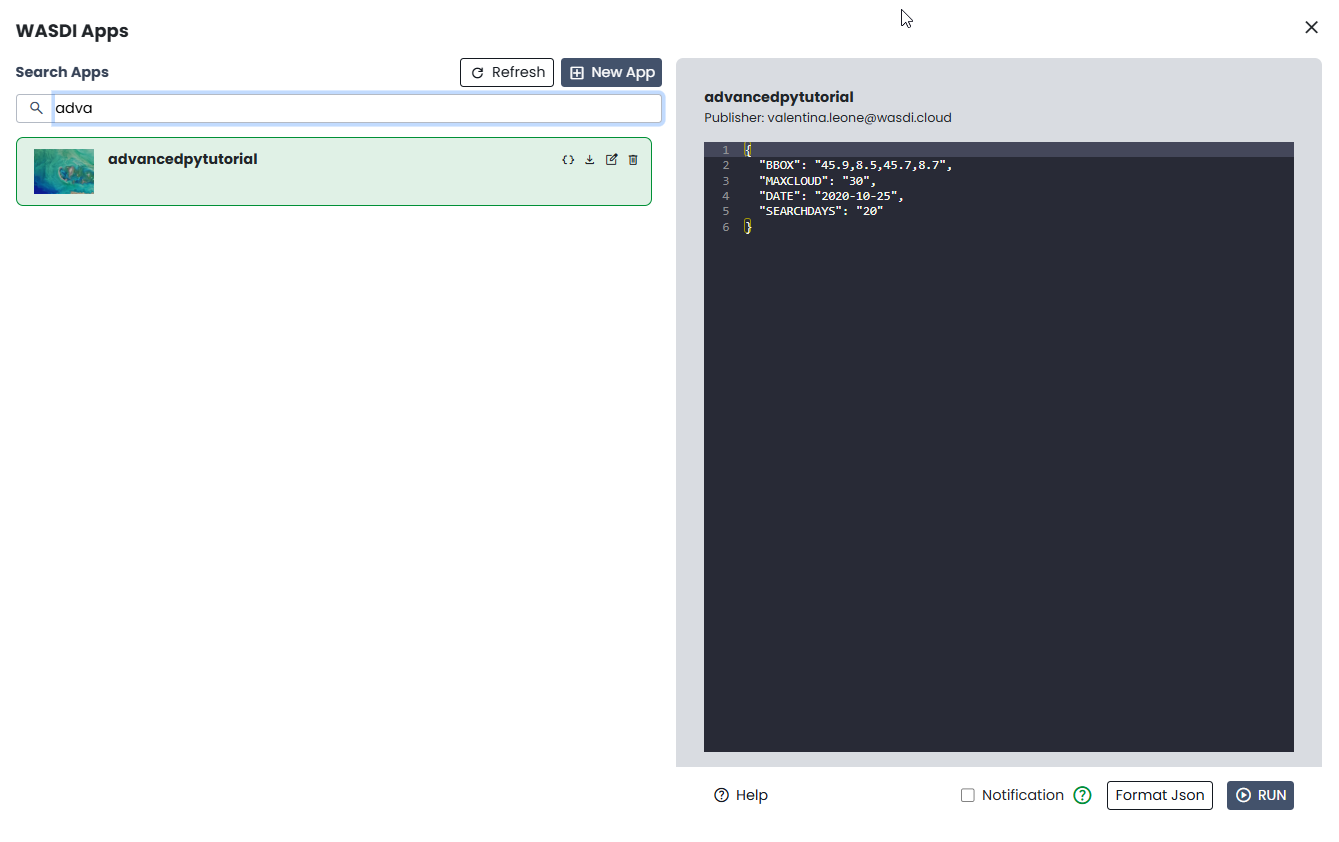 WASDI Apps
Search Apps
Refresh
New App
adva
advancedpytutorial
advancedpytutorial
Publisher: valentina.leone@wasdi.cloud
1 {
2 "BBOX": "45.9,8.5,45.7,8.7",
3 "MAXCLOUD": "30",
4 "DATE": "2020-10-25",
5 "SEARCHDAYS": "20"
6 }
Help
Notification
Format Json
RUN